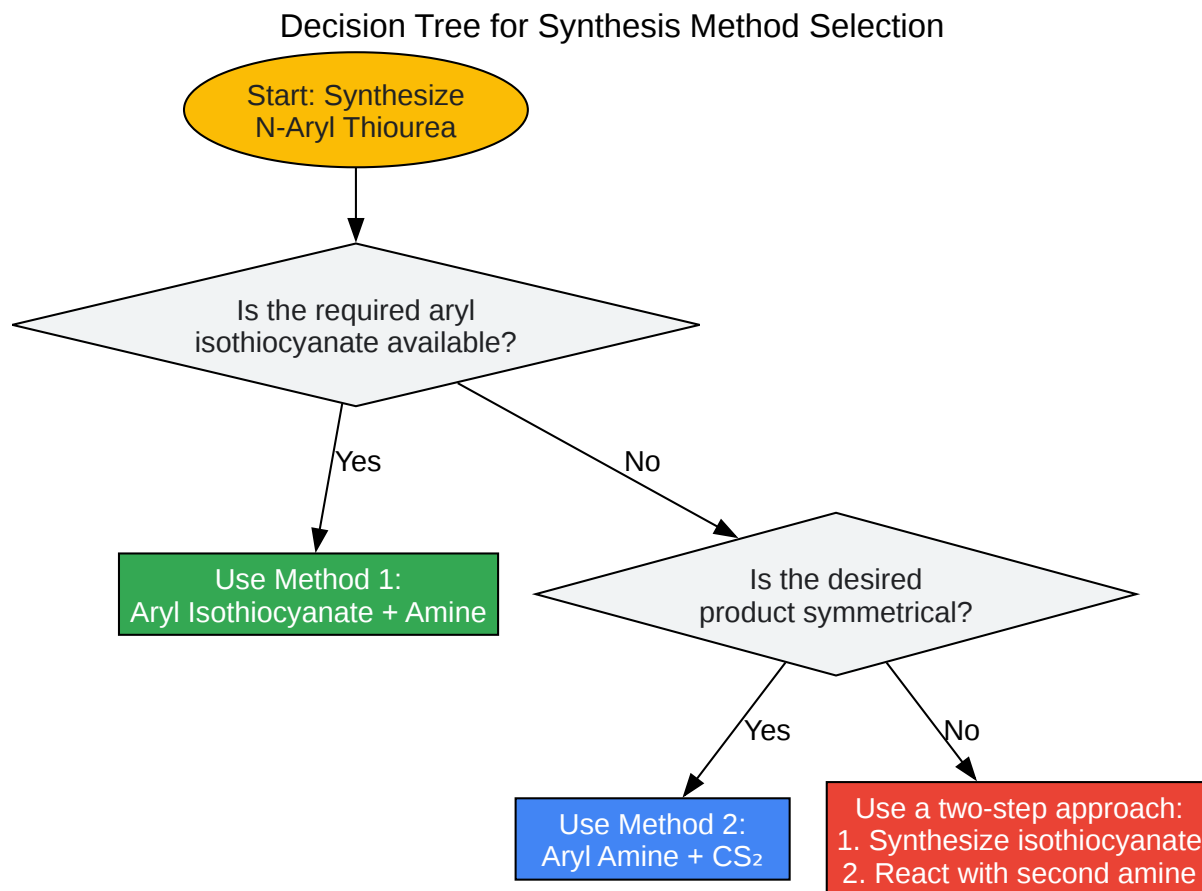 Decision Tree for Synthesis Method Selection
Start: Synthesize
N-Aryl Thiourea
Is the required aryl
isothiocyanate available?
Yes
No
Use Method 1:
Aryl Isothiocyanate + Amine
Is the desired
product symmetrical?
Yes
No
Use Method 2:
Aryl Amine + CS₂
Use a two-step approach:
1. Synthesize isothiocyanate
2. React with second amine